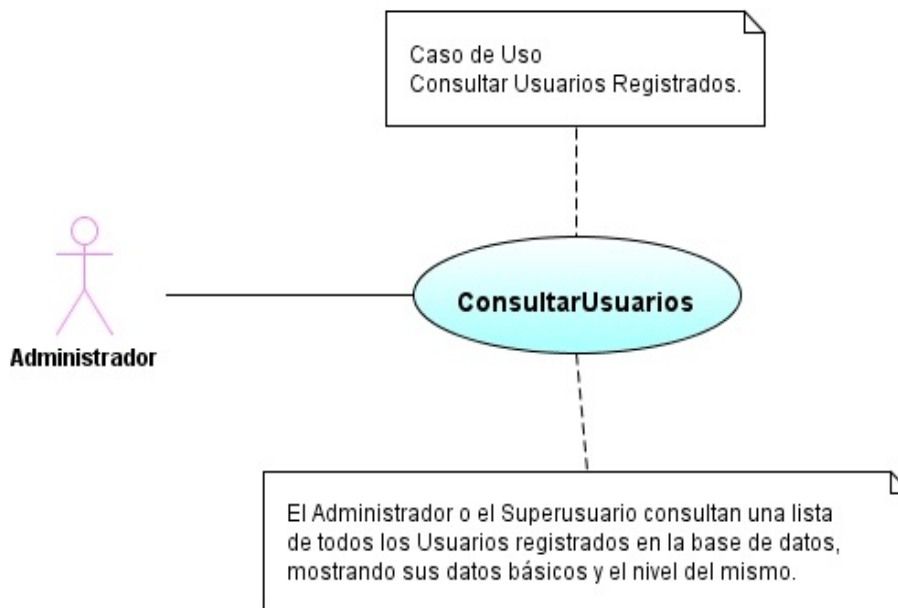 Caso de Uso
Consultar Usuarios Registrados.
ConsultarUsuarios
Administrador
El Administrador o el Superusuario consultan una lista
de todos los Usuarios registrados en la base de datos,
mostrando sus datos básicos y el nivel del mismo.